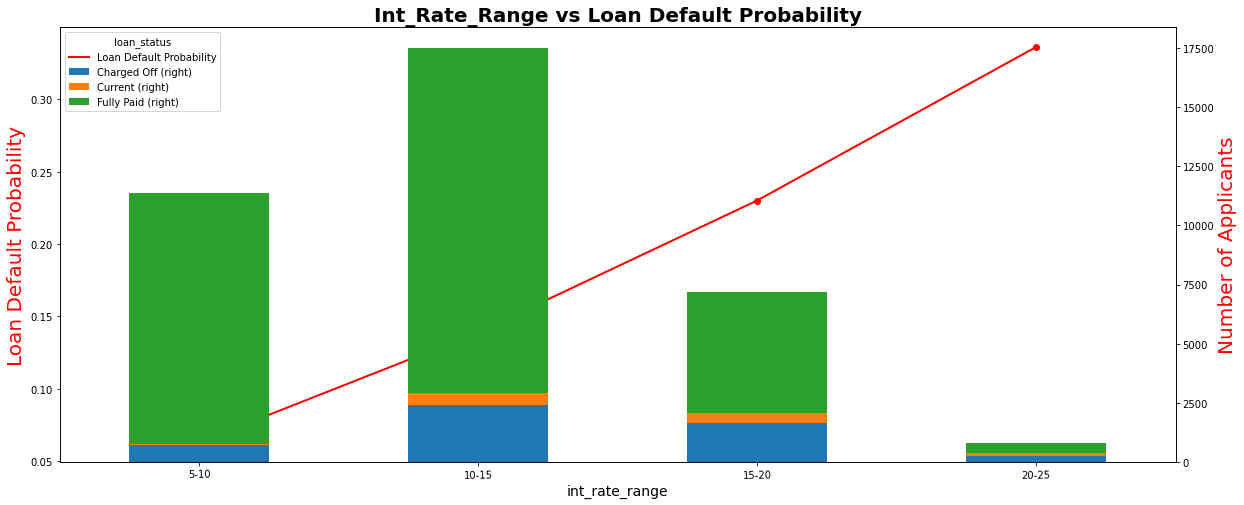 Int_Rate_Range vs Loan Default Probability
loan_status
Loan Default Probability
Charged Off (right)
Current (right)
Fully Paid (right)
Loan Default Probability
0.30
0.25
0.20
0.15
0.10
0.05
17500
15000
12500
10000
7500
5000
2500
0
Number of Applicants
5-10
10-15
15-20
20-25
int_rate_range